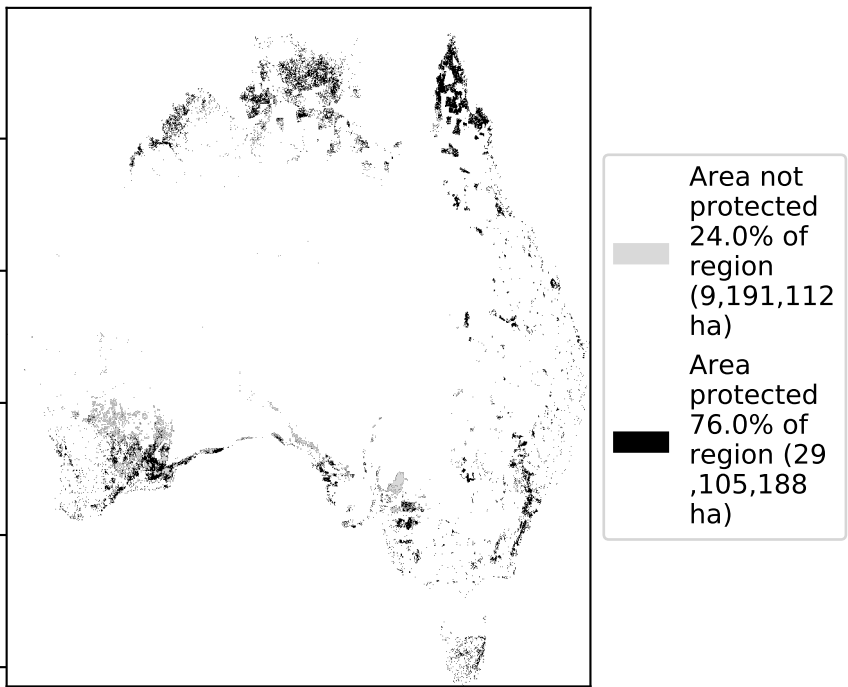 Area not
protected
24.0% of
region
(9,191,112
ha)
Area
protected
76.0% of
region (29
,105,188
ha)